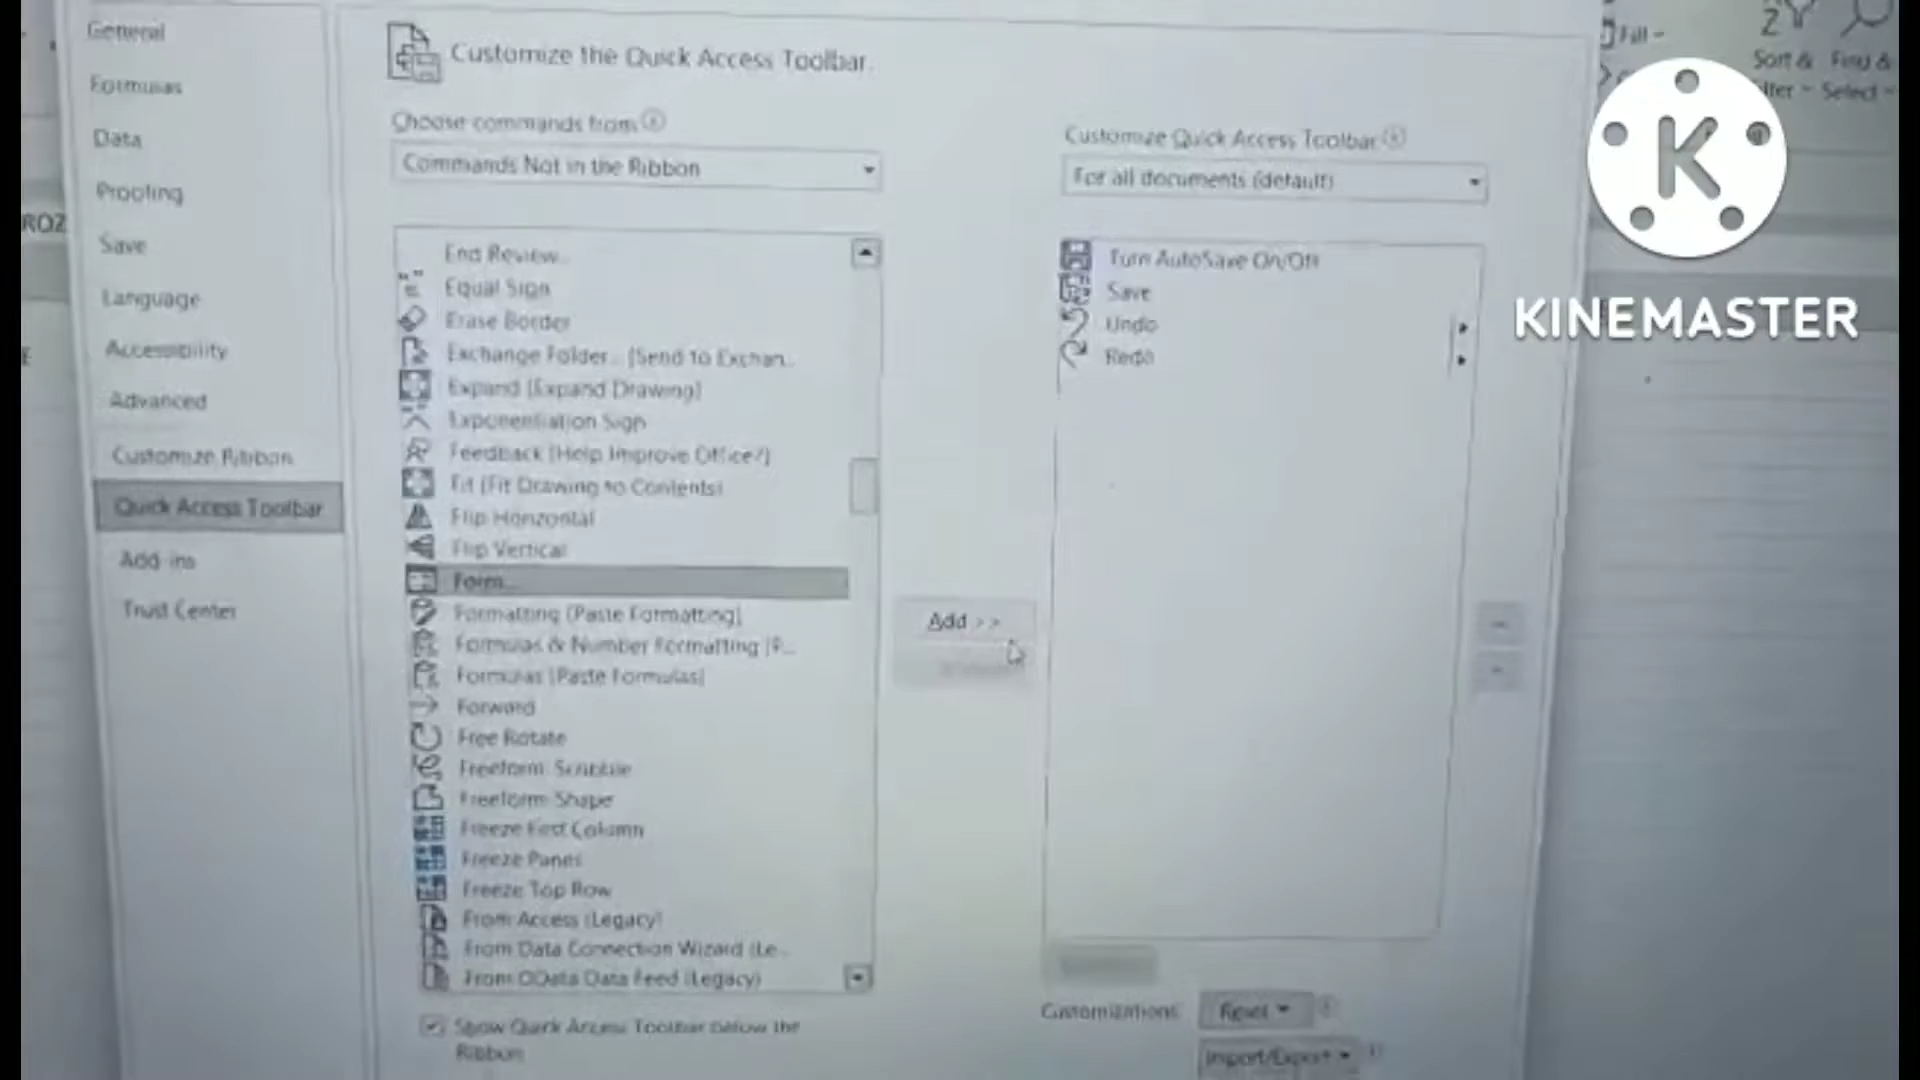 General
Formulas
Data
Proofing
Save
Language
Accessibility
Advanced
Customize Ribbon
Quick Access Toolbar
Add-ins
Trust Center
Customize the Quick Access Toolbar.
Choose commands from:
Commands Not in the Ribbon
End Review...
Equal Sign
Erase Border
Exchange Folder... [Send to Exchan...
Expand [Expand Drawing]
Exponentiation Sign
Feedback [Help Improve Office?]
Fit [Fit Drawing to Contents]
Flip Horizontal
Flip Vertical
Form...
Formatting [Paste Formatting]
Formulas & Number Formatting [P...
Formulas [Paste Formulas]
Forward
Free Rotate
Freeform: Scribble
Freeform: Shape
Freeze First Column
Freeze Panes
Freeze Top Row
From Access (Legacy)
From Data Connection Wizard (Le...
From OData Data Feed (Legacy)
Show Quick Access Toolbar below the
Ribbon
Add >>
Customize Quick Access Toolbar:
For all documents (default)
Turn AutoSave On/Off
Save
Undo
Redo
Customizations:
Reset
Import/Export
Fill
Sort & Find &
Select
ROZ
K
KINEMASTER